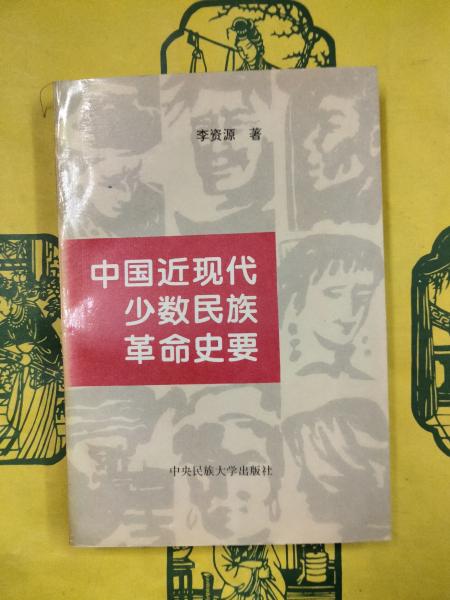 李资源 著
中国近现代
少数民族
革命史要
中央民族大学出版社